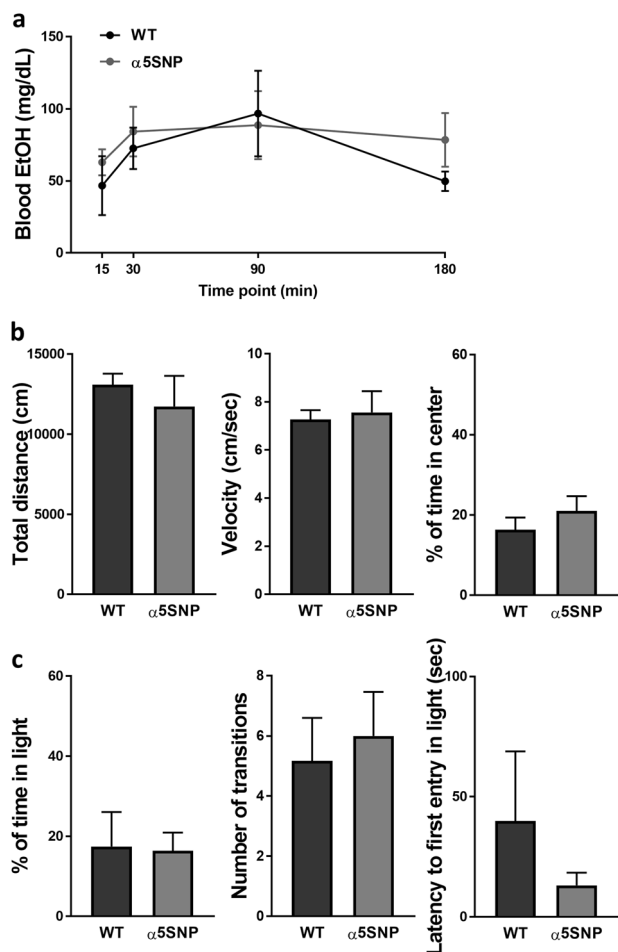 a
WT
α5SNP
Blood EtOH (mg/dL)
150
100
50
0
15 30 90 180
Time point (min)
b
Total distance (cm)
15000
10000
5000
0
WT α5SNP
Velocity (cm/sec)
10
8
6
4
2
0
WT α5SNP
% of time in center
60
40
20
0
WT α5SNP
c
% of time in light
60
40
20
0
WT α5SNP
Number of transitions
8
6
4
2
0
WT α5SNP
Latency to first entry in light (sec)
100
50
0
WT α5SNP